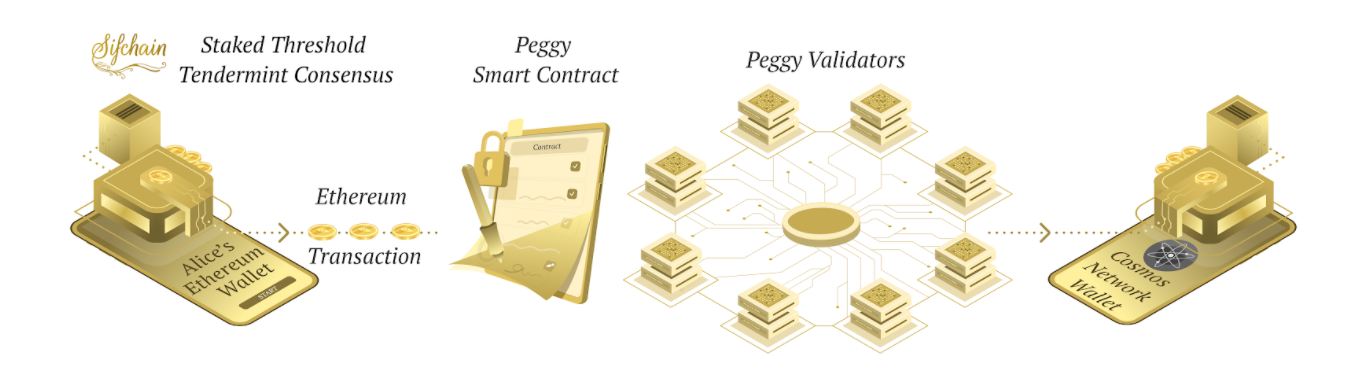 Sifchain
Staked Threshold
Tendermint Consensus
Peggy
Smart Contract
Peggy Validators
Contract
Ethereum
Transaction
Alice's
Ethereum
Wallet
START
Cosmos
Network
Wallet